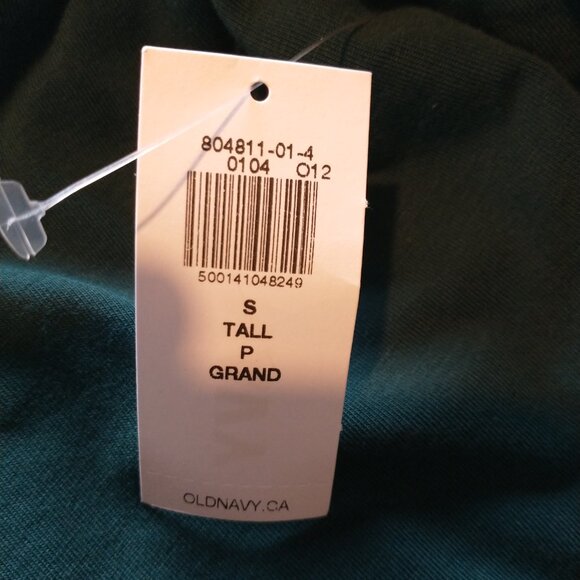 804811-01-4
0104 O12
500141048249
S
TALL
P
GRAND
OLDNAVY.CA